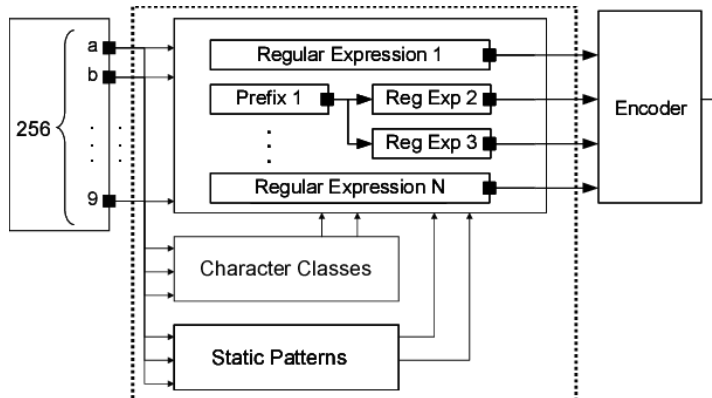 a
b
256
. . .
9
Regular Expression 1
Prefix 1
Reg Exp 2
Reg Exp 3
Regular Expression N
Character Classes
Static Patterns
Encoder